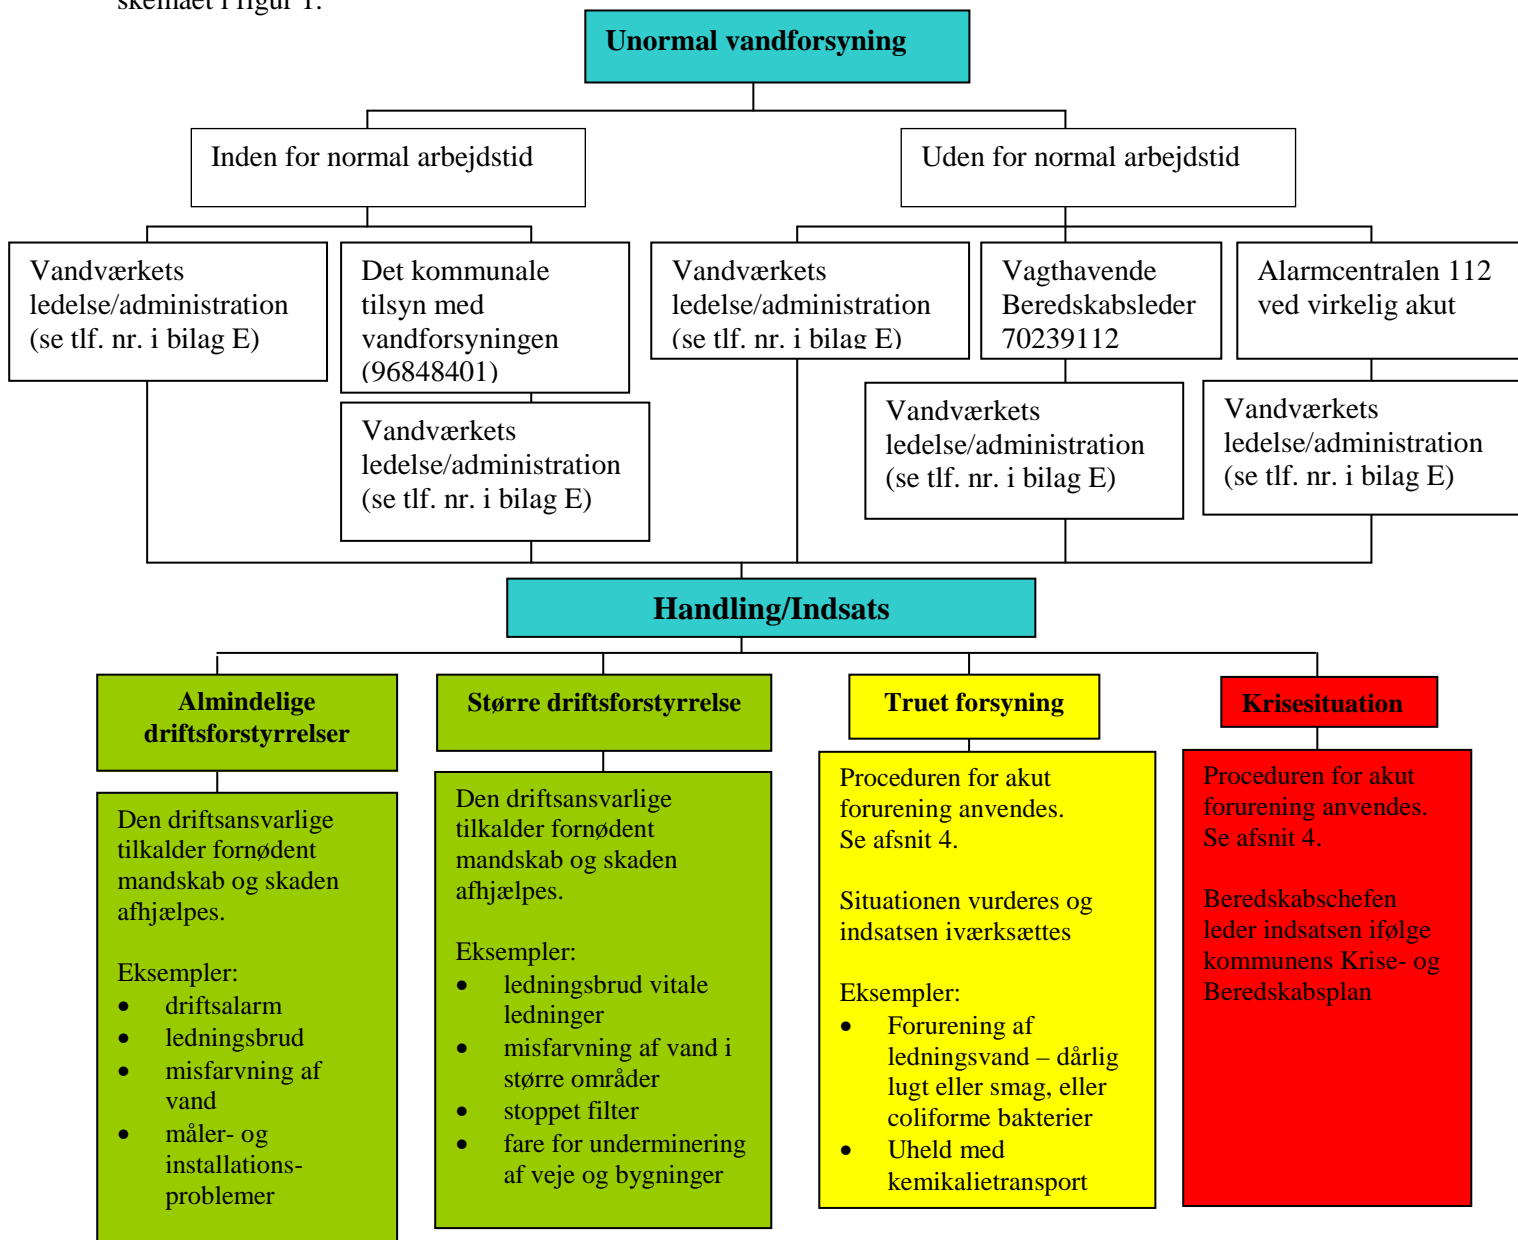 skemaet i figur 1.
Unormal vandforsyning
Inden for normal arbejdstid
Uden for normal arbejdstid
Vandværkets
ledelse/administration
(se tlf. nr. i bilag E)
Det kommunale
tilsyn med
vandforsyningen
(96848401)
Vandværkets
ledelse/administration
(se tlf. nr. i bilag E)
Vagthavende
Beredskabsleder
70239112
Alarmcentralen 112
ved virkelig akut
Vandværkets
ledelse/administration
(se tlf. nr. i bilag E)
Vandværkets
ledelse/administration
(se tlf. nr. i bilag E)
Vandværkets
ledelse/administration
(se tlf. nr. i bilag E)
Handling/Indsats
Almindelige
driftsforstyrrelser
Den driftsansvarlige
tilkalder fornødent
mandskab og skaden
afhjælpes.
Eksempler:
• driftsalarm
• ledningsbrud
• misfarvning af
vand
• måler- og
installations-
problemer
Større driftsforstyrrelse
Den driftsansvarlige
tilkalder fornødent
mandskab og skaden
afhjælpes.
Eksempler:
• ledningsbrud vitale
ledninger
• misfarvning af vand i
større områder
• stoppet filter
• fare for underminering
af veje og bygninger
Truet forsyning
Proceduren for akut
forurening anvendes.
Se afsnit 4.
Situationen vurderes og
indsatsen iværksættes
Eksempler:
• Forurening af
ledningsvand – dårlig
lugt eller smag, eller
coliforme bakterier
• Uheld med
kemikalietransport
Krisesituation
Proceduren for akut
forurening anvendes.
Se afsnit 4.
Beredskabschefen
leder indsatsen ifølge
kommunens Krise- og
Beredskabsplan